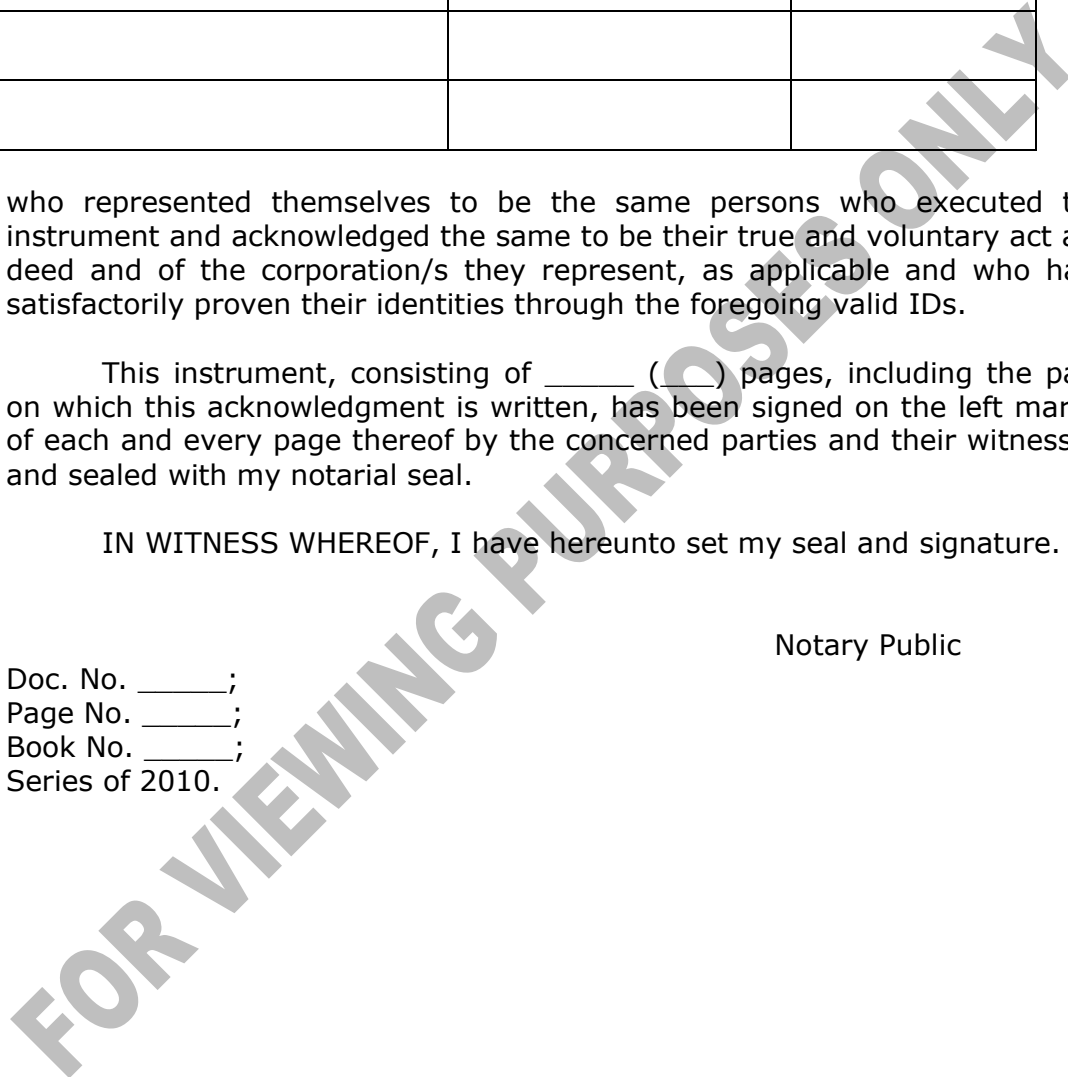 who represented themselves to be the same persons who executed t
instrument and acknowledged the same to be their true and voluntary act a
deed and of the corporation/s they represent, as applicable and who ha
satisfactorily proven their identities through the foregoing valid IDs.
This instrument, consisting of _____ (___) pages, including the pa
on which this acknowledgment is written, has been signed on the left mar
of each and every page thereof by the concerned parties and their witness
and sealed with my notarial seal.
IN WITNESS WHEREOF, I have hereunto set my seal and signature.
Notary Public
Doc. No. _____;
Page No. _____;
Book No. _____;
Series of 2010.
FOR VIEWING PURPOSES ONLY